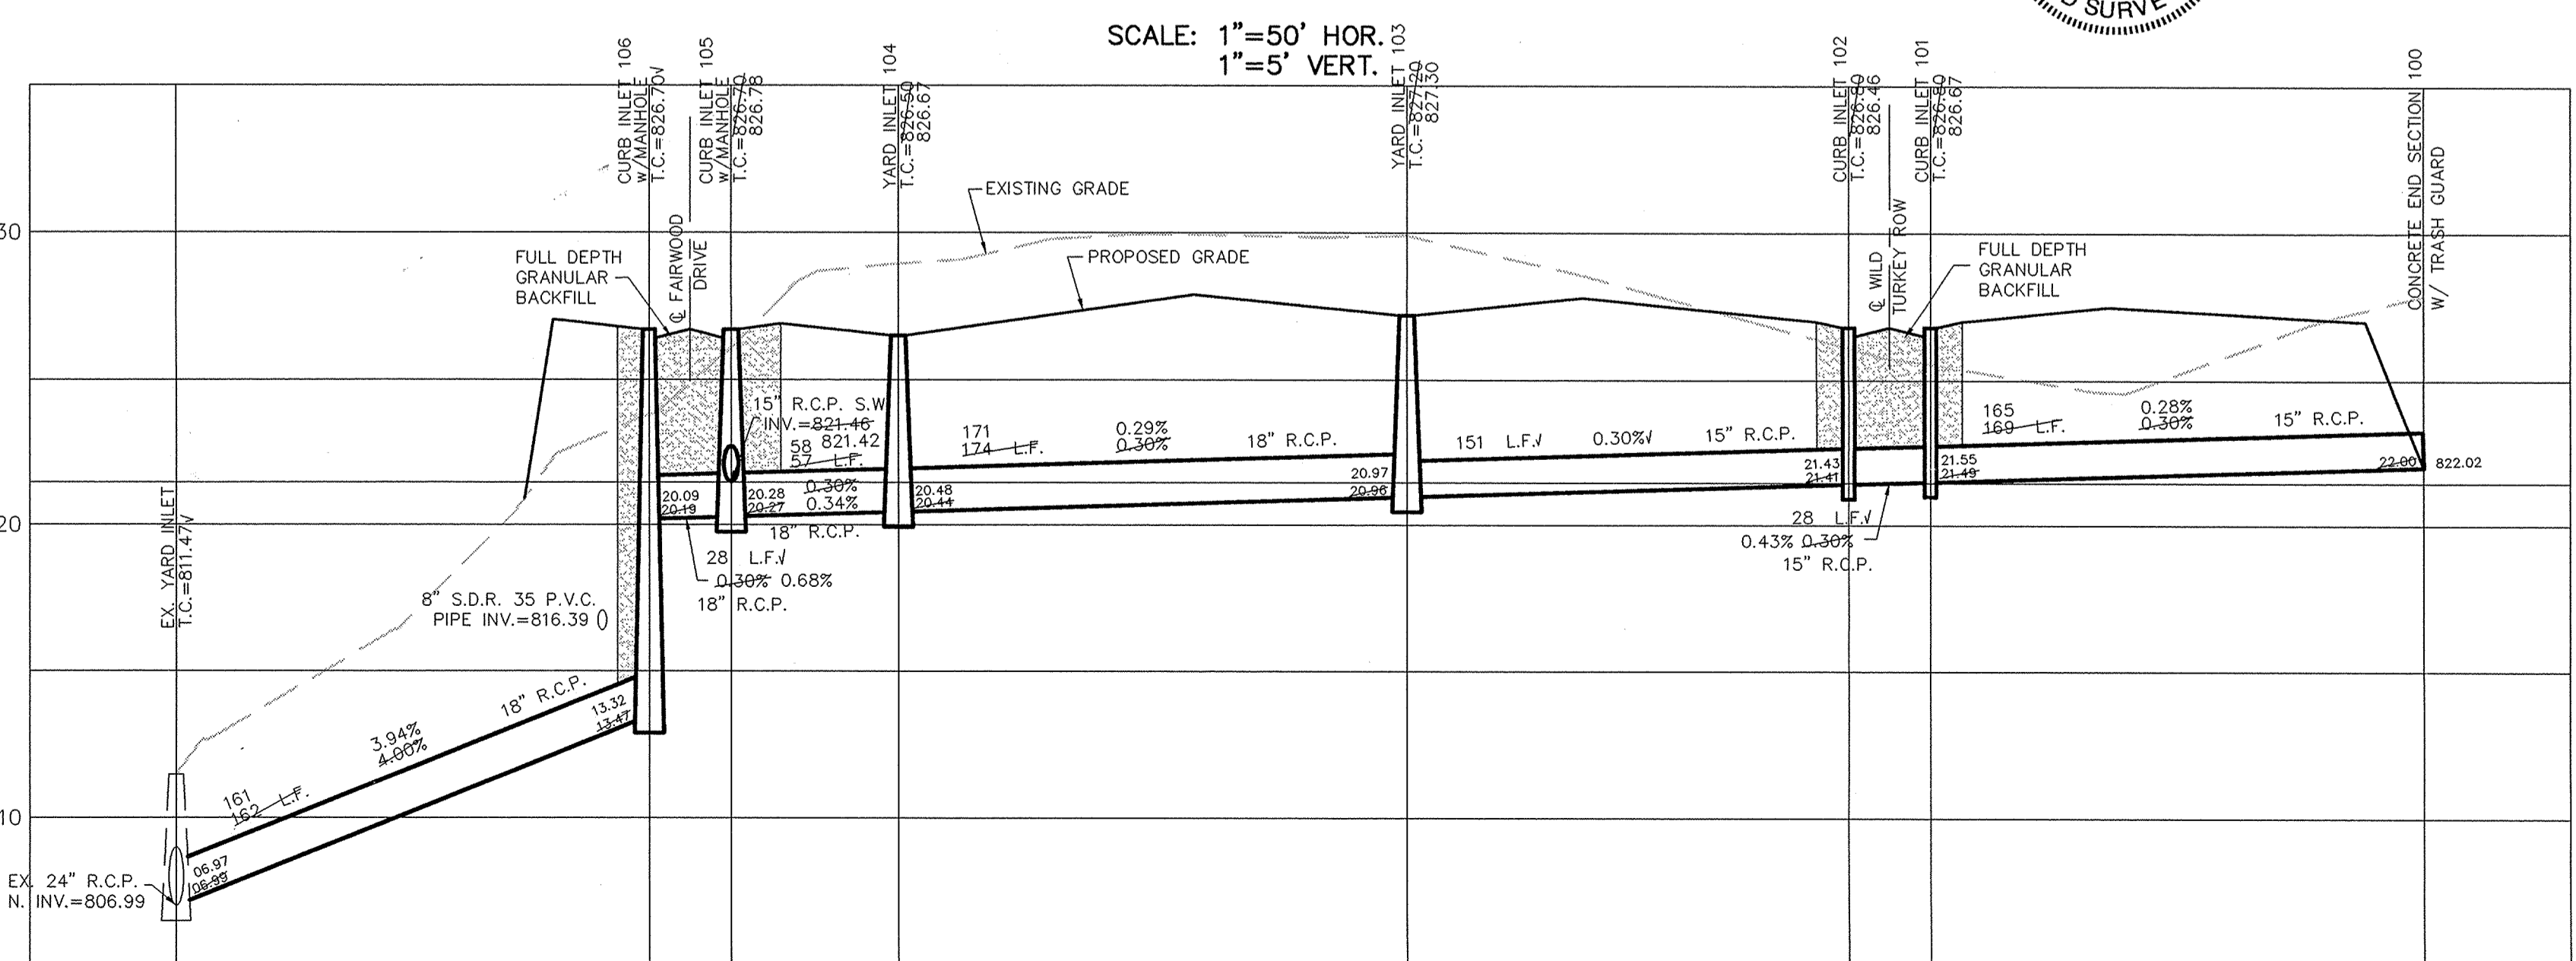 SCALE: 1"=50' HOR.
1"=5' VERT.
D SURVE
CURB INLET 106
w/MANHOLE
T.C.=826.70√
CURB INLET 105
w/MANHOLE
T.C.=826.70
826.78
YARD INLET 104
T.C.=826.50
826.67
YARD INLET 103
T.C.=827.20
827.30
CURB INLET 102
T.C.=826.80
826.46
CURB INLET 101
T.C.=826.80
826.67
CONCRETE END SECTION 100
W/ TRASH GUARD
EXISTING GRADE
PROPOSED GRADE
30
FULL DEPTH
GRANULAR
BACKFILL
℄ FAIRWOOD
DRIVE
℄ WILD
TURKEY ROW
FULL DEPTH
GRANULAR
BACKFILL
15" R.C.P. S.W
INV.=821.46
58 821.42
57 L.F.
0.30%
0.34%
18" R.C.P.
171
174 L.F.
0.29%
0.30%
18" R.C.P.
151 L.F.√
0.30%√
15" R.C.P.
165
169 L.F.
0.28%
0.30%
15" R.C.P.
20.09
20.19
20.28
20.27
20.48
20.44
20.97
20.96
21.43
21.41
21.55
21.49
22.00
822.02
20
28 L.F.√
0.30% 0.68%
18" R.C.P.
28 L.F.√
0.43% 0.30%
15" R.C.P.
EX. YARD INLET
T.C.=811.47√
8" S.D.R. 35 P.V.C.
PIPE INV.=816.39
18" R.C.P.
13.32
13.47
3.94%
4.00%
161
162 L.F.
10
06.97
06.99
EX. 24" R.C.P.
N. INV.=806.99